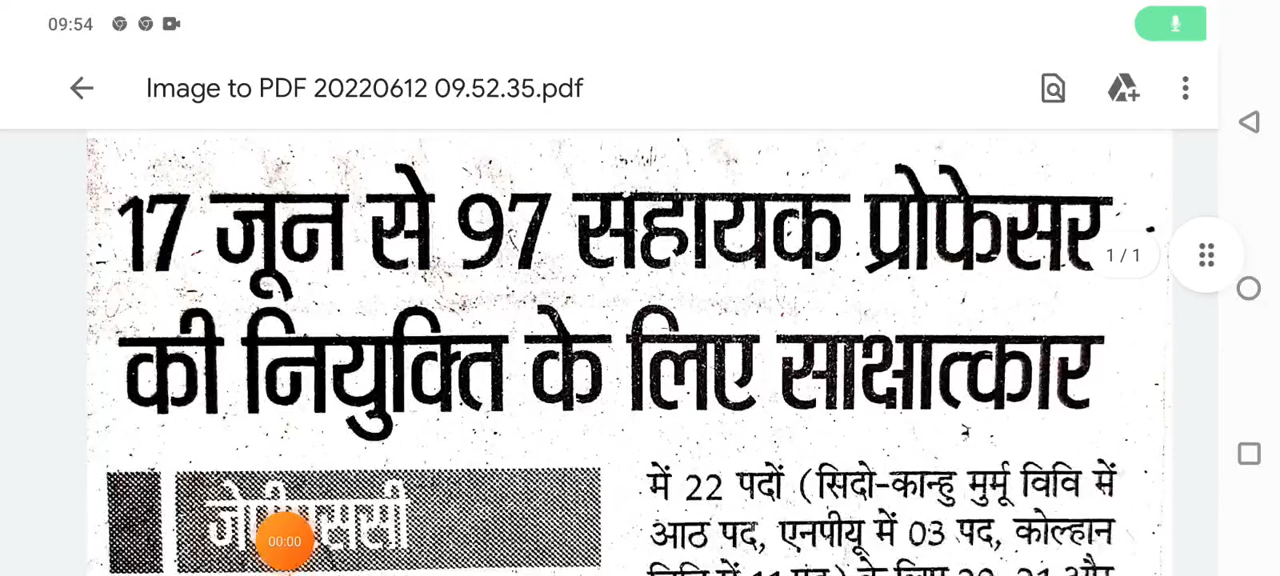 09:54
Image to PDF 20220612 09.52.35.pdf
17 जून से 97 सहायक प्रोफेसर
1 / 1
की नियुक्ति के लिए साक्षात्कार
में 22 पदों (सिदो-कान्हु मुर्मू विवि में
00:00
आठ पद, एनपीयू में 03 पद, कोल्हान